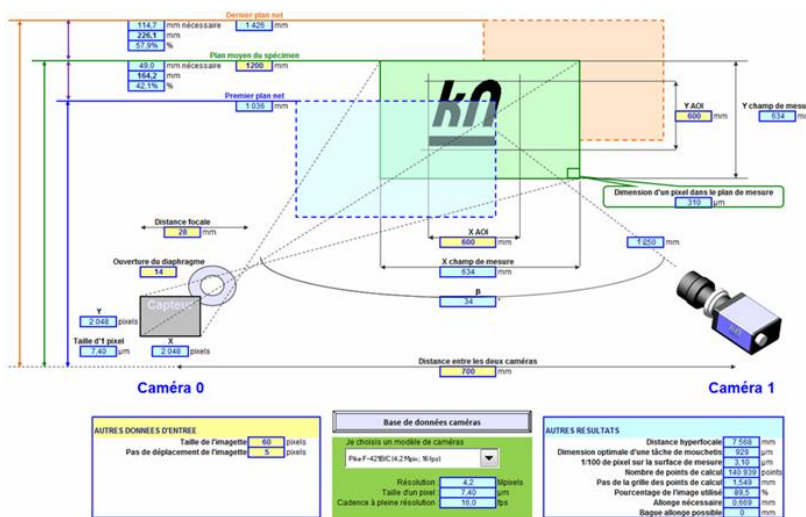 Dernier plan net
114,7 mm nécessaire 1 426 mm
226,1 mm
57,9% %
Plan moyen du spécimen
49,0 mm nécessaire 1200 mm
164,2 mm
42,1% %
Premier plan net
1 036 mm
kn
Y AOI
600 mm
Y champ de mesure
634 mm
Dimension d'un pixel dans le plan de mesure
310 µm
Distance focale
28 mm
X AOI
600 mm
1 250 mm
Ouverture du diaphragme
14
X champ de mesure
634 mm
Capteur
β
34 °
Y
2 048 pixels
Taille d'1 pixel
7,40 µm
X
2 048 pixels
Distance entre les deux caméras
700 mm
Caméra 0
Caméra 1
AUTRES DONNEES D'ENTREE
Taille de l'imagette 60 pixels
Pas de déplacement de l'imagette 5 pixels
Base de données caméras
Je choisis un modèle de caméras
Pike F-421B/C (4,2 Mpix; 16 fps)
Résolution : 4,2 Mpixels
Taille d'un pixel : 7,40 µm
Cadence à pleine résolution : 16,0 fps
AUTRES RESULTATS
Distance hyperfocale 7 568 mm
Dimension optimale d'une tâche de mouchetis 929 µm
1/100 de pixel sur la surface de mesure 3,10 µm
Nombre de points de calcul 140 939 points
Pas de la grille des points de calcul 1,549 mm
Pourcentage de l'image utilisé 89,5 %
Allonge nécessaire 0,669 mm
Bague allonge possible 0 mm